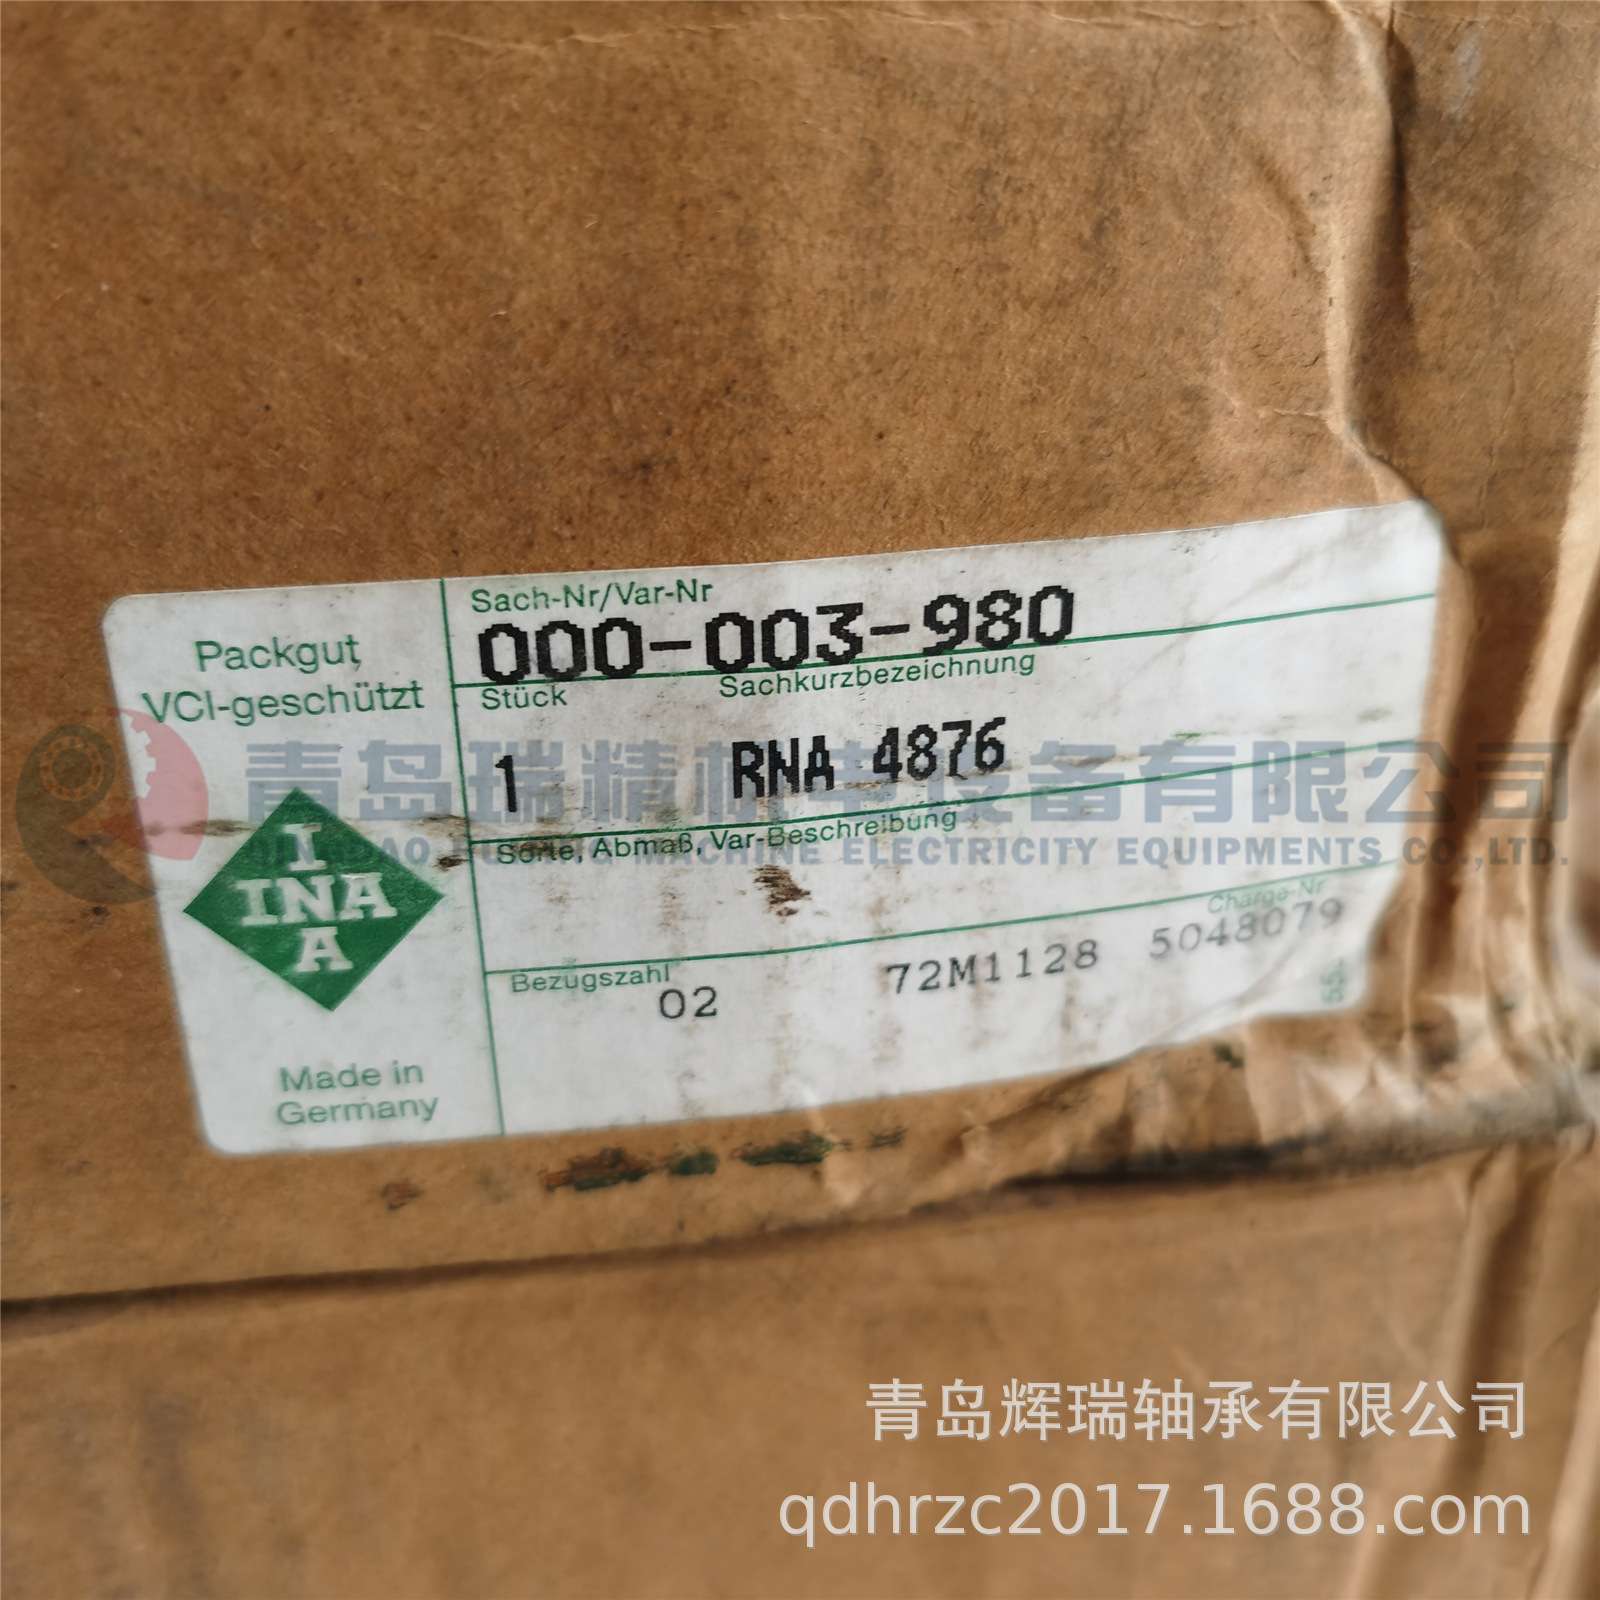 Packgut
VCI-geschützt
I
INA
A
Made in
Germany
Sach-Nr/Var-Nr
000-003-980
Stück
Sachkurzbezeichnung
1 RNA 4876
Sorte, Abmaß, Var-Beschreibung
Bezugszahl
Charge-Nr
02 72M1128 5048079
青岛瑞精机车设备有限公司
ELECTRICITY EQUIPMENTS CO.,LTD.
青岛辉瑞轴承有限公司
qdhrzc2017.1688.com